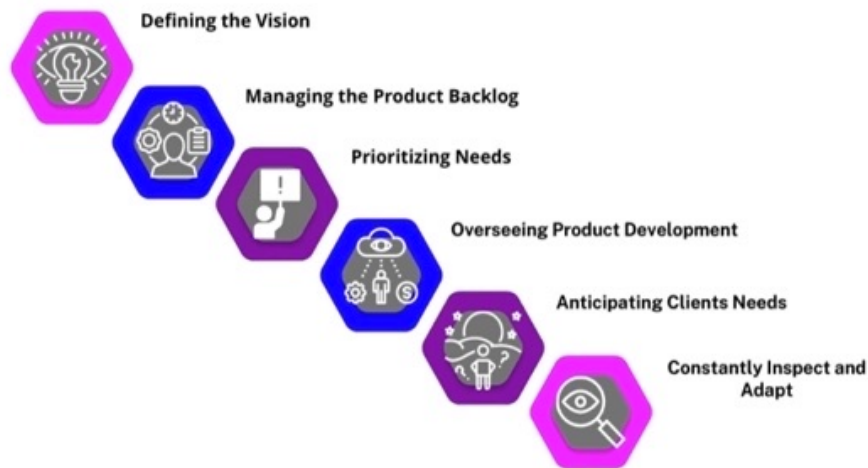 Defining the Vision
Managing the Product Backlog
Prioritizing Needs
Overseeing Product Development
Anticipating Clients Needs
Constantly Inspect and
Adapt